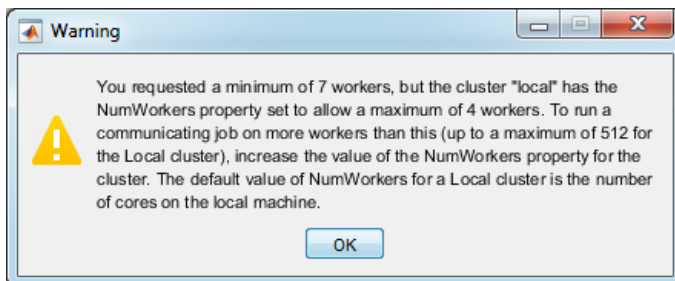 Warning
You requested a minimum of 7 workers, but the cluster "local" has the
NumWorkers property set to allow a maximum of 4 workers. To run a
communicating job on more workers than this (up to a maximum of 512 for
the Local cluster), increase the value of the NumWorkers property for the
cluster. The default value of NumWorkers for a Local cluster is the number
of cores on the local machine.
OK